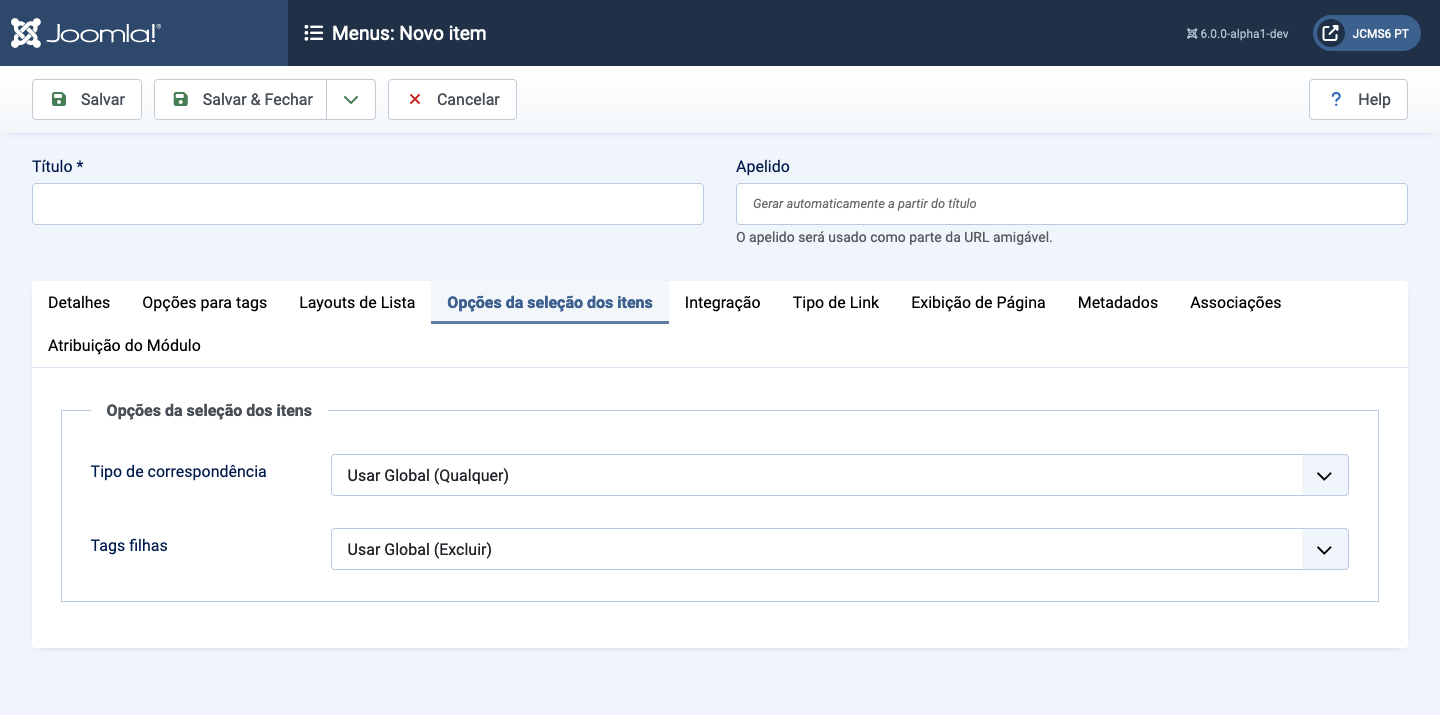 Joomla!®
Menus: Novo item
6.0.0-alpha1-dev
JCMS6 PT
Salvar
Salvar & Fechar
Cancelar
? Help
Título *
Apelido
Gerar automaticamente a partir do título
O apelido será usado como parte da URL amigável.
Detalhes Opções para tags Layouts de Lista Opções da seleção dos itens Integração Tipo de Link Exibição de Página Metadados Associações
Atribuição do Módulo
Opções da seleção dos itens
Tipo de correspondência
Usar Global (Qualquer)
Tags filhas
Usar Global (Excluir)